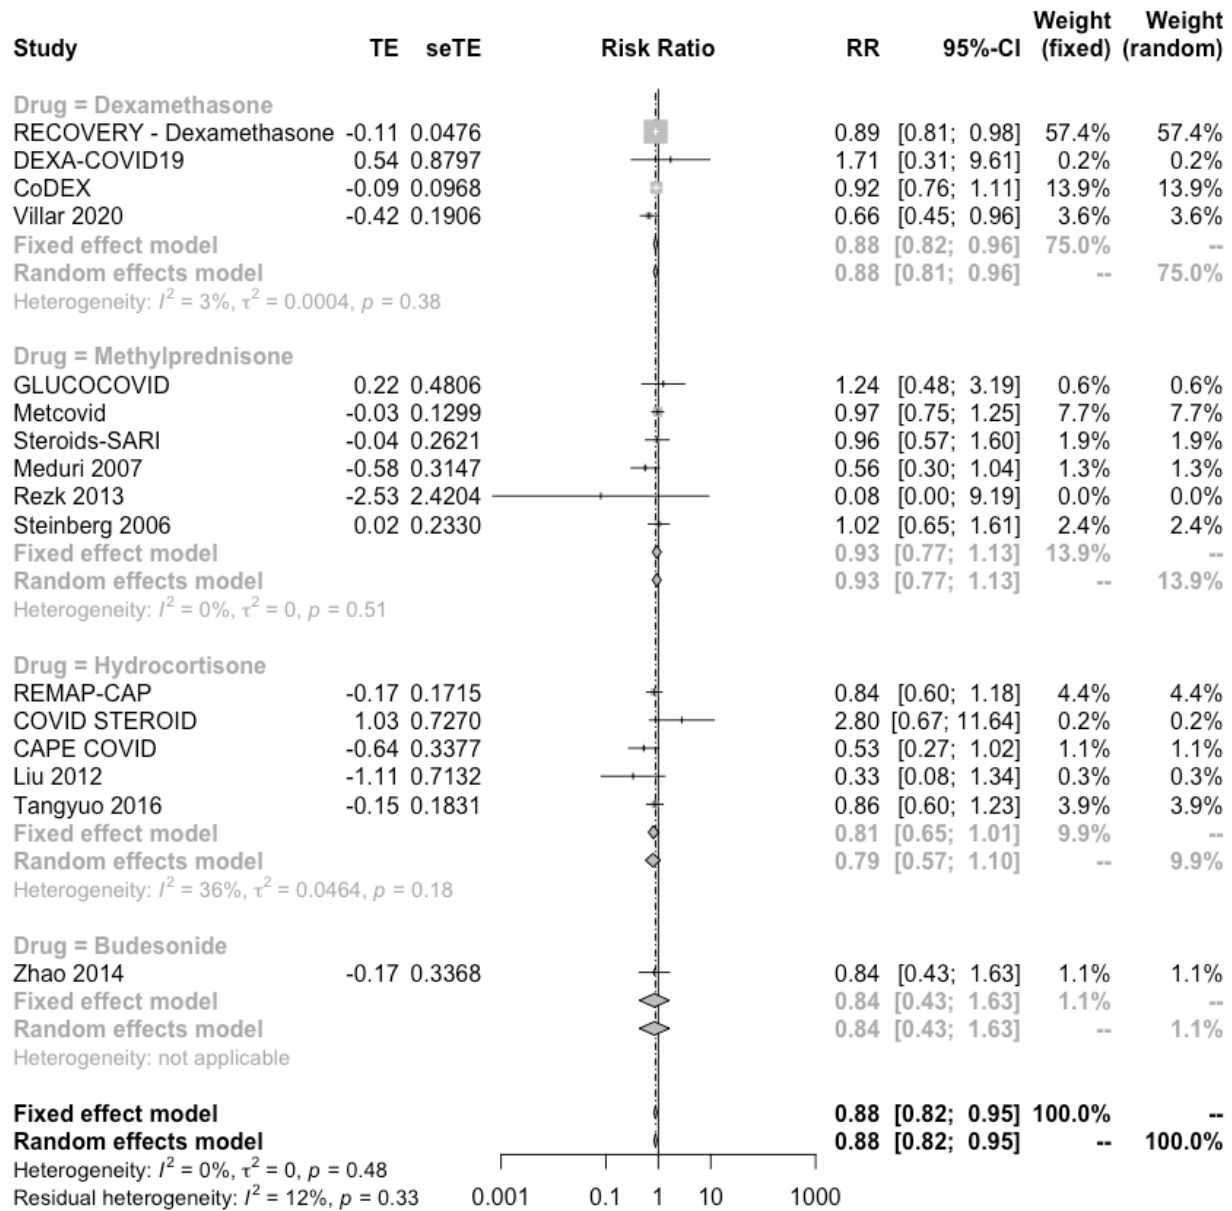 Weight Weight
Study TE seTE Risk Ratio RR 95%-CI (fixed) (random)
Drug = Dexamethasone
RECOVERY - Dexamethasone -0.11 0.0476 0.89 [0.81; 0.98] 57.4% 57.4%
DEXA-COVID19 0.54 0.8797 1.71 [0.31; 9.61] 0.2% 0.2%
CoDEX -0.09 0.0968 0.92 [0.76; 1.11] 13.9% 13.9%
Villar 2020 -0.42 0.1906 0.66 [0.45; 0.96] 3.6% 3.6%
Fixed effect model 0.88 [0.82; 0.96] 75.0% --
Random effects model 0.88 [0.81; 0.96] -- 75.0%
Heterogeneity: I² = 3%, τ² = 0.0004, p = 0.38
Drug = Methylprednisone
GLUCOCOVID 0.22 0.4806 1.24 [0.48; 3.19] 0.6% 0.6%
Metcovid -0.03 0.1299 0.97 [0.75; 1.25] 7.7% 7.7%
Steroids-SARI -0.04 0.2621 0.96 [0.57; 1.60] 1.9% 1.9%
Meduri 2007 -0.58 0.3147 0.56 [0.30; 1.04] 1.3% 1.3%
Rezk 2013 -2.53 2.4204 0.08 [0.00; 9.19] 0.0% 0.0%
Steinberg 2006 0.02 0.2330 1.02 [0.65; 1.61] 2.4% 2.4%
Fixed effect model 0.93 [0.77; 1.13] 13.9% --
Random effects model 0.93 [0.77; 1.13] -- 13.9%
Heterogeneity: I² = 0%, τ² = 0, p = 0.51
Drug = Hydrocortisone
REMAP-CAP -0.17 0.1715 0.84 [0.60; 1.18] 4.4% 4.4%
COVID STEROID 1.03 0.7270 2.80 [0.67; 11.64] 0.2% 0.2%
CAPE COVID -0.64 0.3377 0.53 [0.27; 1.02] 1.1% 1.1%
Liu 2012 -1.11 0.7132 0.33 [0.08; 1.34] 0.3% 0.3%
Tangyuo 2016 -0.15 0.1831 0.86 [0.60; 1.23] 3.9% 3.9%
Fixed effect model 0.81 [0.65; 1.01] 9.9% --
Random effects model 0.79 [0.57; 1.10] -- 9.9%
Heterogeneity: I² = 36%, τ² = 0.0464, p = 0.18
Drug = Budesonide
Zhao 2014 -0.17 0.3368 0.84 [0.43; 1.63] 1.1% 1.1%
Fixed effect model 0.84 [0.43; 1.63] 1.1% --
Random effects model 0.84 [0.43; 1.63] -- 1.1%
Heterogeneity: not applicable
Fixed effect model 0.88 [0.82; 0.95] 100.0% --
Random effects model 0.88 [0.82; 0.95] -- 100.0%
Heterogeneity: I² = 0%, τ² = 0, p = 0.48
Residual heterogeneity: I² = 12%, p = 0.33
0.001 0.1 1 10 1000